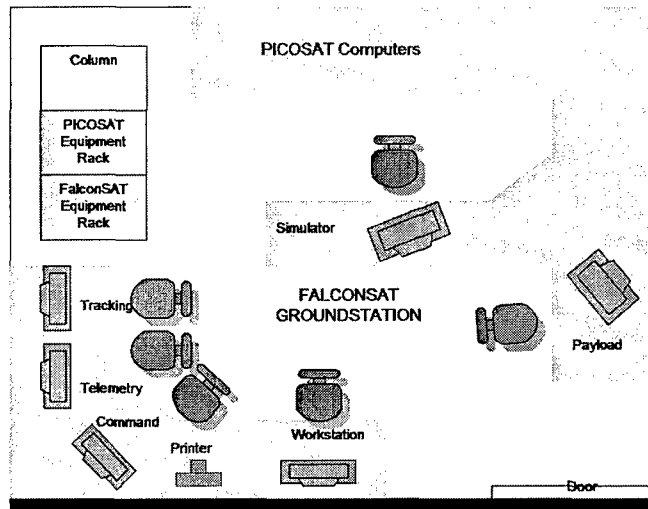 Column
PICOSAT Computers
PICOSAT
Equipment
Rack
FalconSAT
Equipment
Rack
Simulator
FALCONSAT
GROUNDSTATION
Tracking
Payload
Telemetry
Command
Printer
Workstation
Door